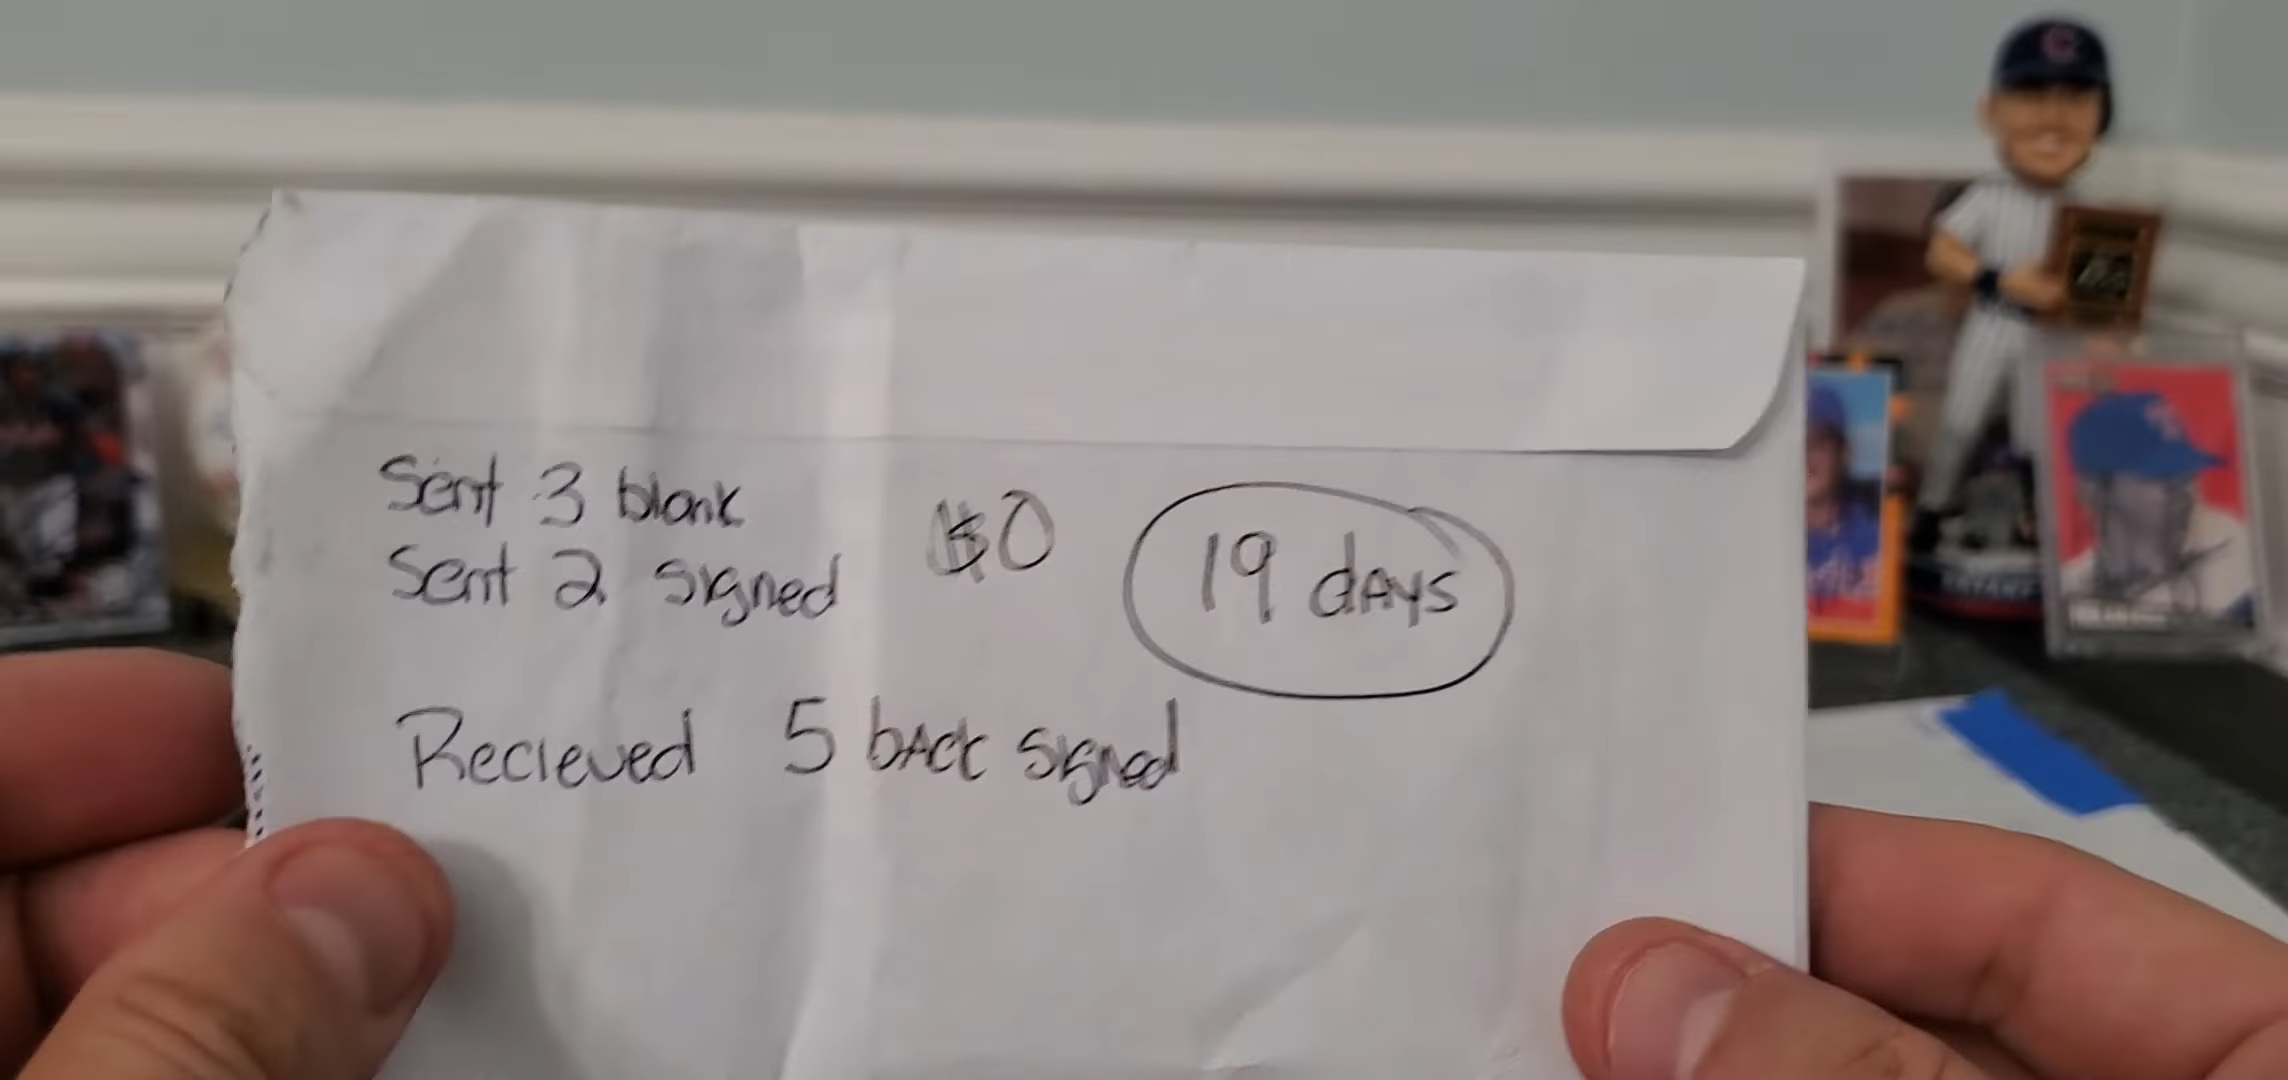 Sent 3 blank
Sent 2 signed
$0
19 dAys
Recieved 5 bAck signed
C